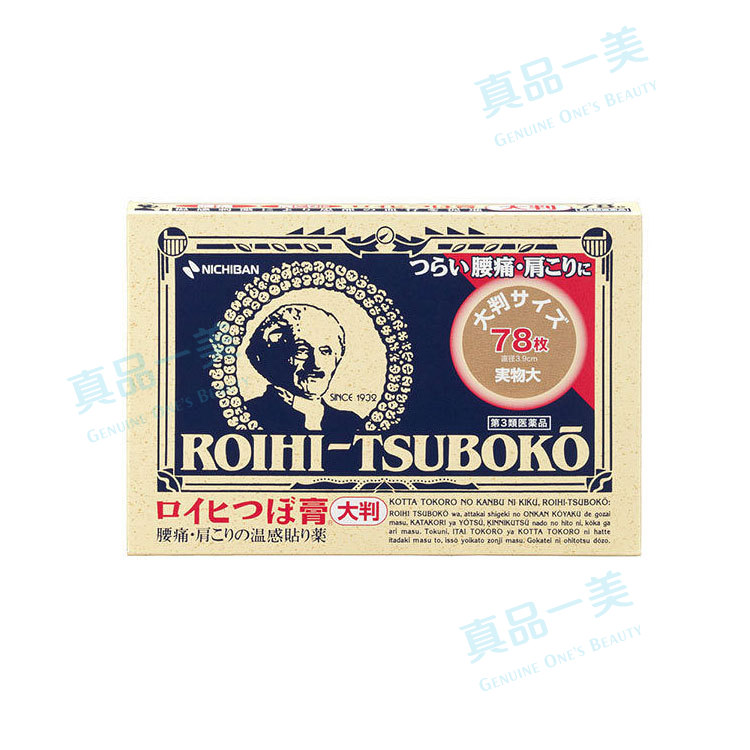 真品一美
GENUINE ONE'S BEAUTY
大判
78
NICHIBAN
つらい腰痛・肩こりに
大判サイズ
78枚
直径3.9cm
実物大
SINCE 1932
第3類医薬品
ROIHI-TSUBOKŌ
ロイヒつぼ膏 大判
腰痛・肩こりの温感貼り薬
KOTTA TOKORO NO KANBU NI KIKU, ROIHI-TSUBOKŌ:
ROIHI TSUBOKŌ wa, attakai shigeki no ONKAN KŌYAKU de gozai
masu, KATAKORI ya YŌTSŪ, KINNIKUTSŪ nado no hito ni, kōka ga
ari masu. Tokuni, ITAI TOKORO ya KOTTA TOKORO ni hatte
itadaki masu to, issō yoikato zonji masu. Gokatei ni ohitotsu dōzo.
真品一美
GENUINE ONE'S BEAUTY
真品一美
GENUINE ONE'S BEAUTY